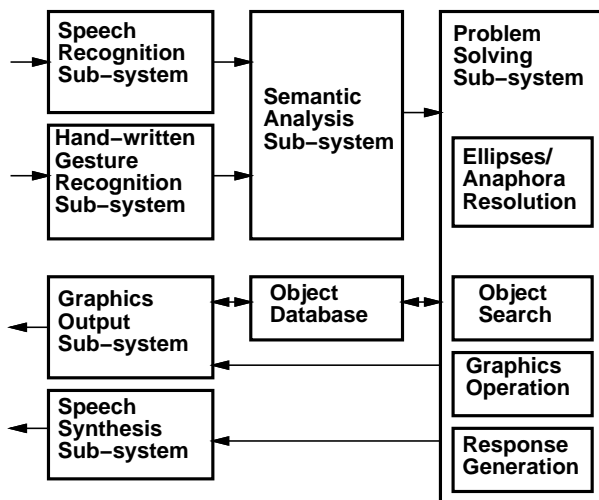 Speech
Recognition
Sub-system
Hand-written
Gesture
Recognition
Sub-system
Semantic
Analysis
Sub-system
Problem
Solving
Sub-system
Ellipses/
Anaphora
Resolution
Graphics
Output
Sub-system
Object
Database
Object
Search
Graphics
Operation
Speech
Synthesis
Sub-system
Response
Generation